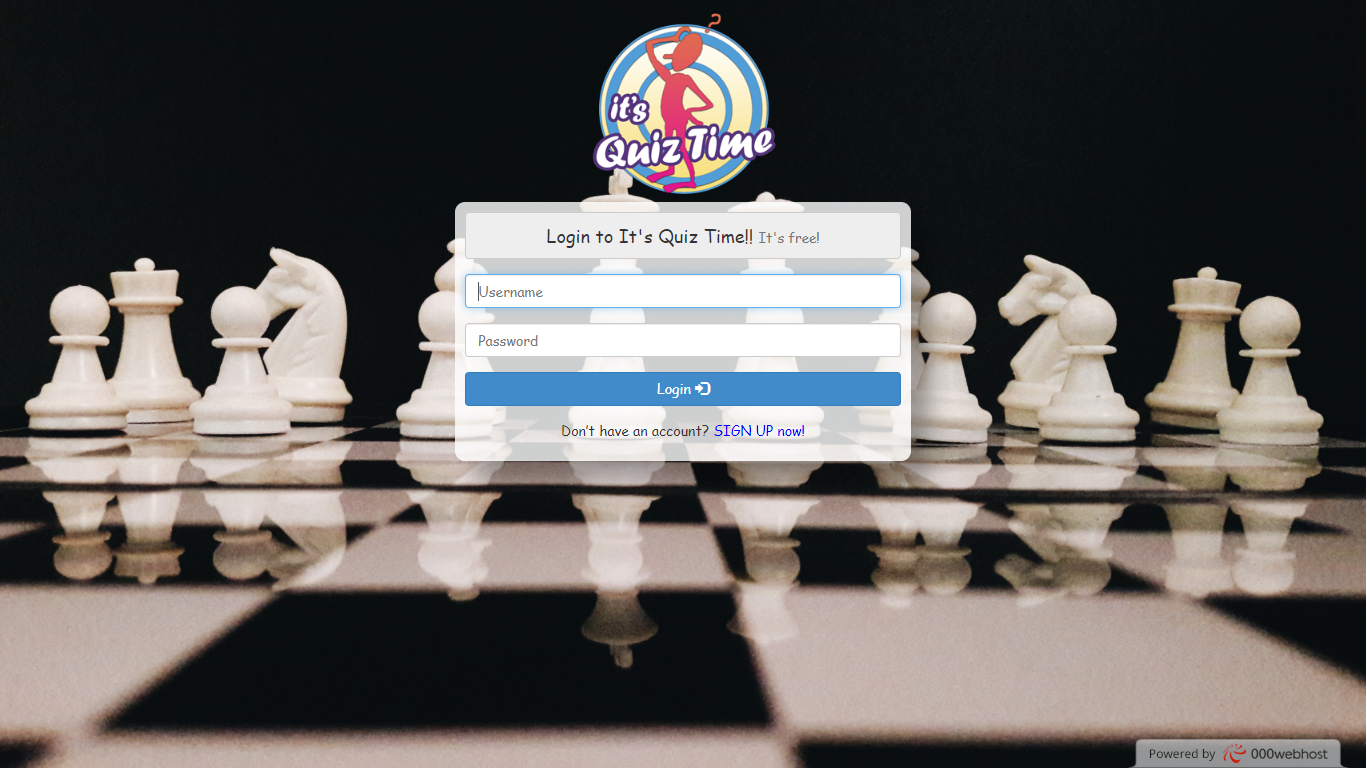 ?
it's
Quiz Time
Login to It's Quiz Time!! It's free!
Username
Password
Login
Don't have an account? SIGN UP now!
Powered by 000webhost